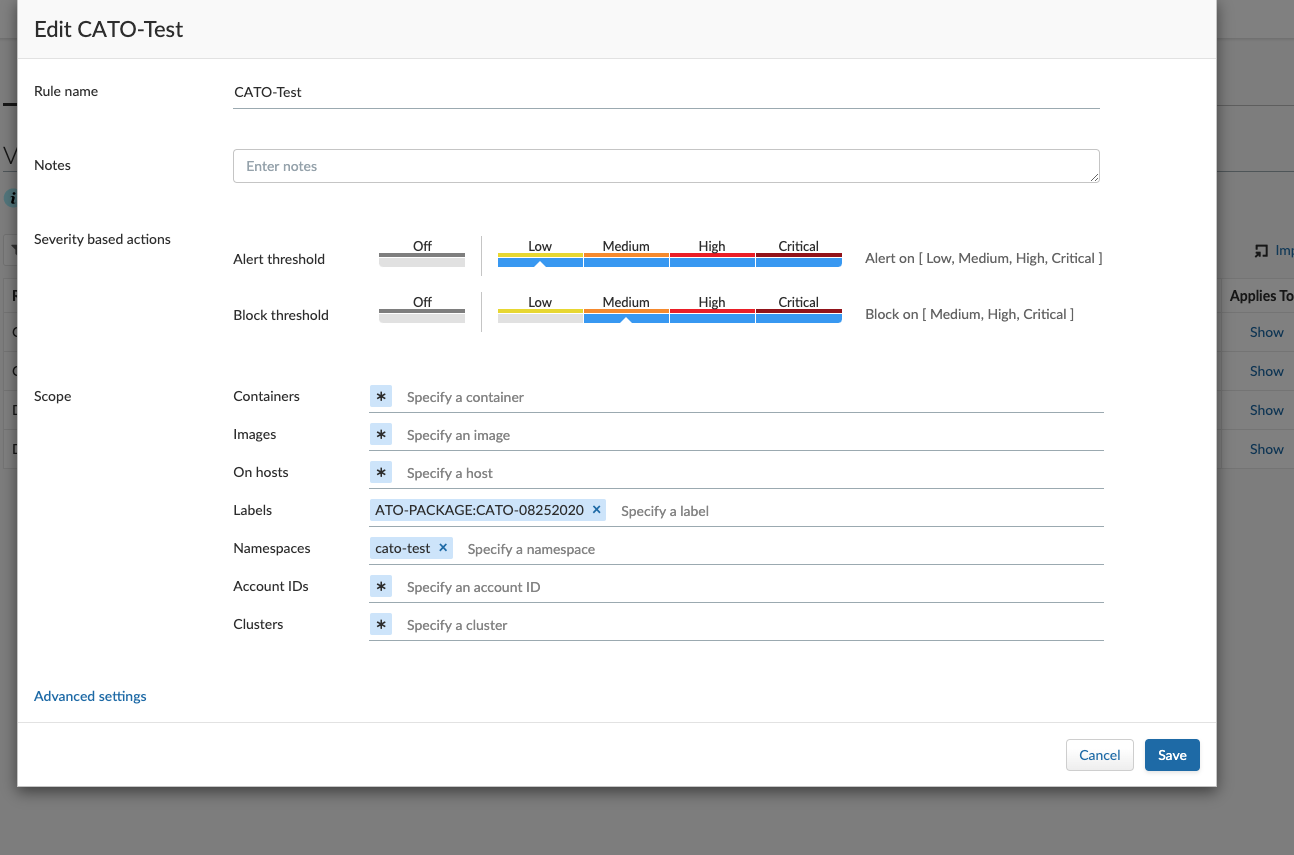 Edit CATO-Test
Rule name
CATO-Test
Notes
Enter notes
Severity based actions
Alert threshold
Off Low Medium High Critical
Alert on [ Low, Medium, High, Critical ]
Block threshold
Off Low Medium High Critical
Block on [ Medium, High, Critical ]
Scope
Containers * Specify a container
Images * Specify an image
On hosts * Specify a host
Labels ATO-PACKAGE:CATO-08252020 × Specify a label
Namespaces cato-test × Specify a namespace
Account IDs * Specify an account ID
Clusters * Specify a cluster
Advanced settings
Cancel Save
Applies To
Show
Show
Show
Show